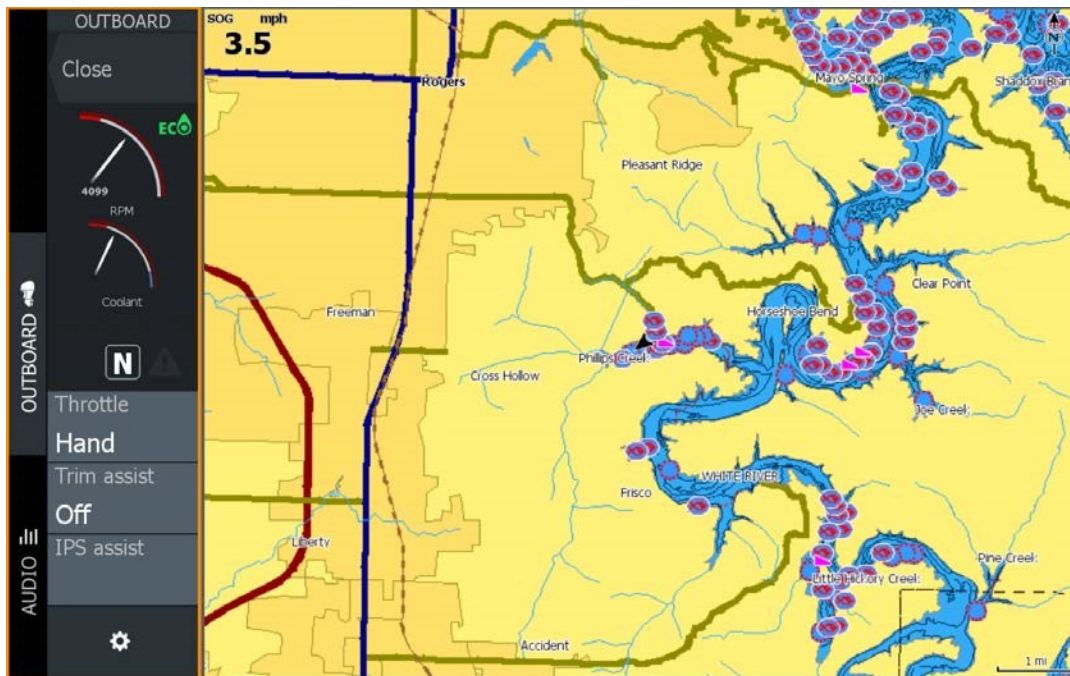 OUTBOARD
Close
ECO
4099
RPM
Coolant
N
Throttle
Hand
Trim assist
Off
IPS assist
OUTBOARD
AUDIO
SOG mph
3.5
N
Rogers
Mayo Spring
Pleasant Ridge
Clear Point
Horseshoe Bend
Freeman
Phillips Creek
Cross Hollow
Joe Creek
WHITE RIVER
Frisco
Liberty
Pine Creek
Little Hickory Creek
Accident
1 mi